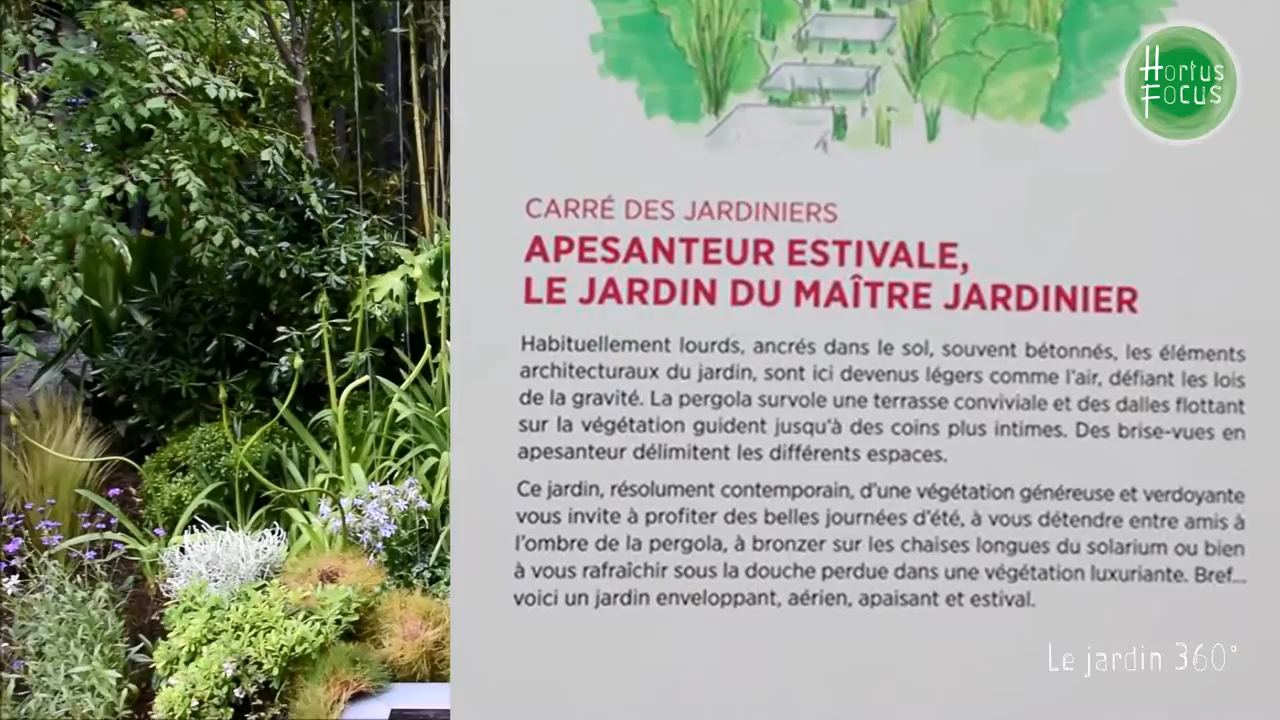 Hortus
Focus
CARRÉ DES JARDINIERS
APESANTEUR ESTIVALE,
LE JARDIN DU MAÎTRE JARDINIER
Habituellement lourds, ancrés dans le sol, souvent bétonnés, les éléments
architecturaux du jardin, sont ici devenus légers comme l'air, défiant les lois
de la gravité. La pergola survole une terrasse conviviale et des dalles flottant
sur la végétation guident jusqu'à des coins plus intimes. Des brise-vues en
apesanteur délimitent les différents espaces.
Ce jardin, résolument contemporain, d'une végétation généreuse et verdoyante
vous invite à profiter des belles journées d'été, à vous détendre entre amis à
l'ombre de la pergola, à bronzer sur les chaises longues du solarium ou bien
à vous rafraîchir sous la douche perdue dans une végétation luxuriante. Bref...
voici un jardin enveloppant, aérien, apaisant et estival.
Le jardin 360°